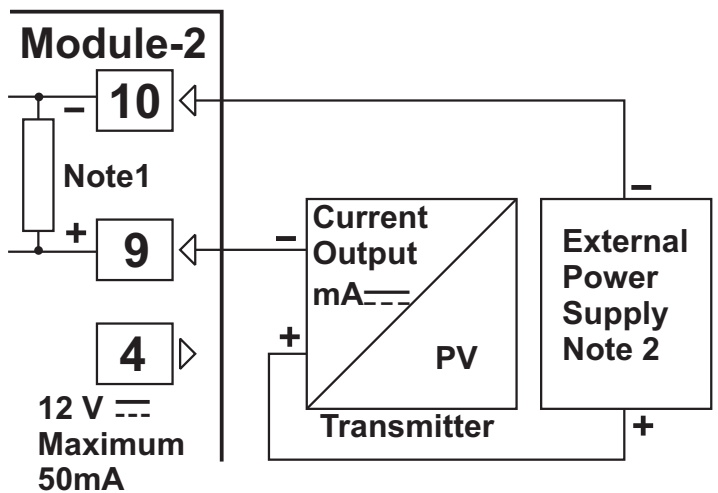 Module-2
− 10
Note1
+ 9
4
12 V ⎓
Maximum
50mA
−
Current
Output
mA⎓
+
PV
Transmitter
−
External
Power
Supply
Note 2
+